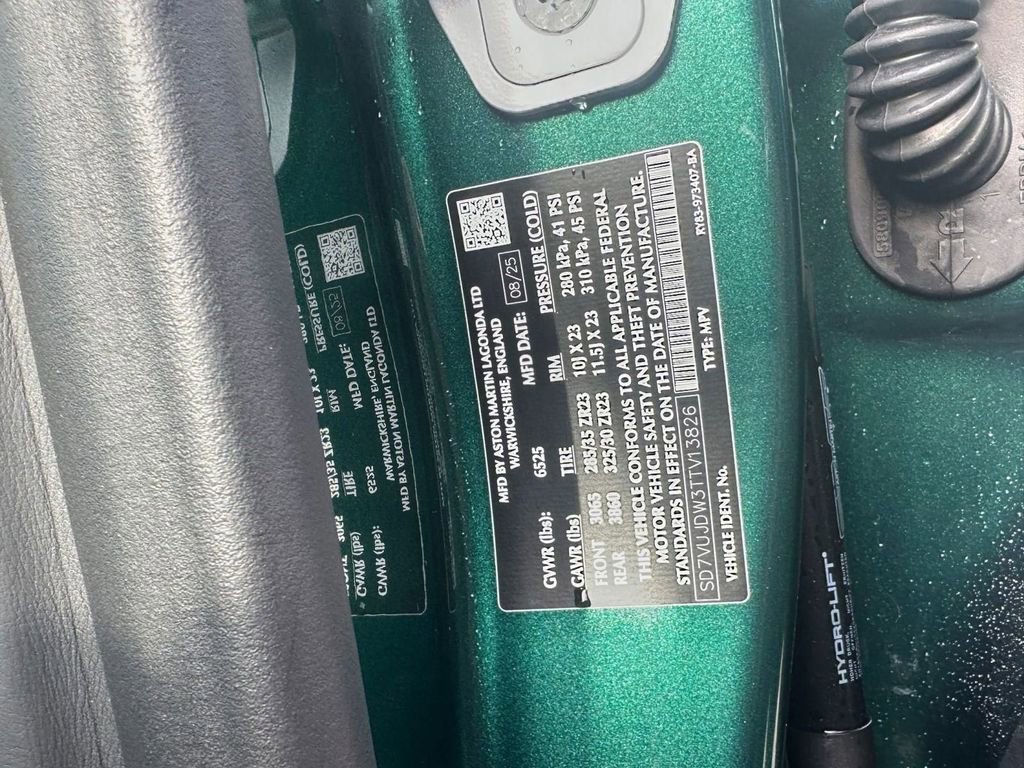 MFD BY ASTON MARTIN LAGONDA LTD
WARWICKSHIRE, ENGLAND
GVWR (lbs): 6525 MFD DATE: 08/25
GAWR (lbs) TIRE RIM PRESSURE (COLD)
FRONT 3065 285/35 ZR23 10J X 23 280 kPa, 41 PSI
REAR 3860 325/30 ZR23 11.5J X 23 310 kPa, 45 PSI
THIS VEHICLE CONFORMS TO ALL APPLICABLE FEDERAL
MOTOR VEHICLE SAFETY AND THEFT PREVENTION
STANDARDS IN EFFECT ON THE DATE OF MANUFACTURE.
SD7VUJDW3TTV13826
VEHICLE IDENT. No. TYPE: MPV
RY83-973407-BA
HYDRO-LIFT